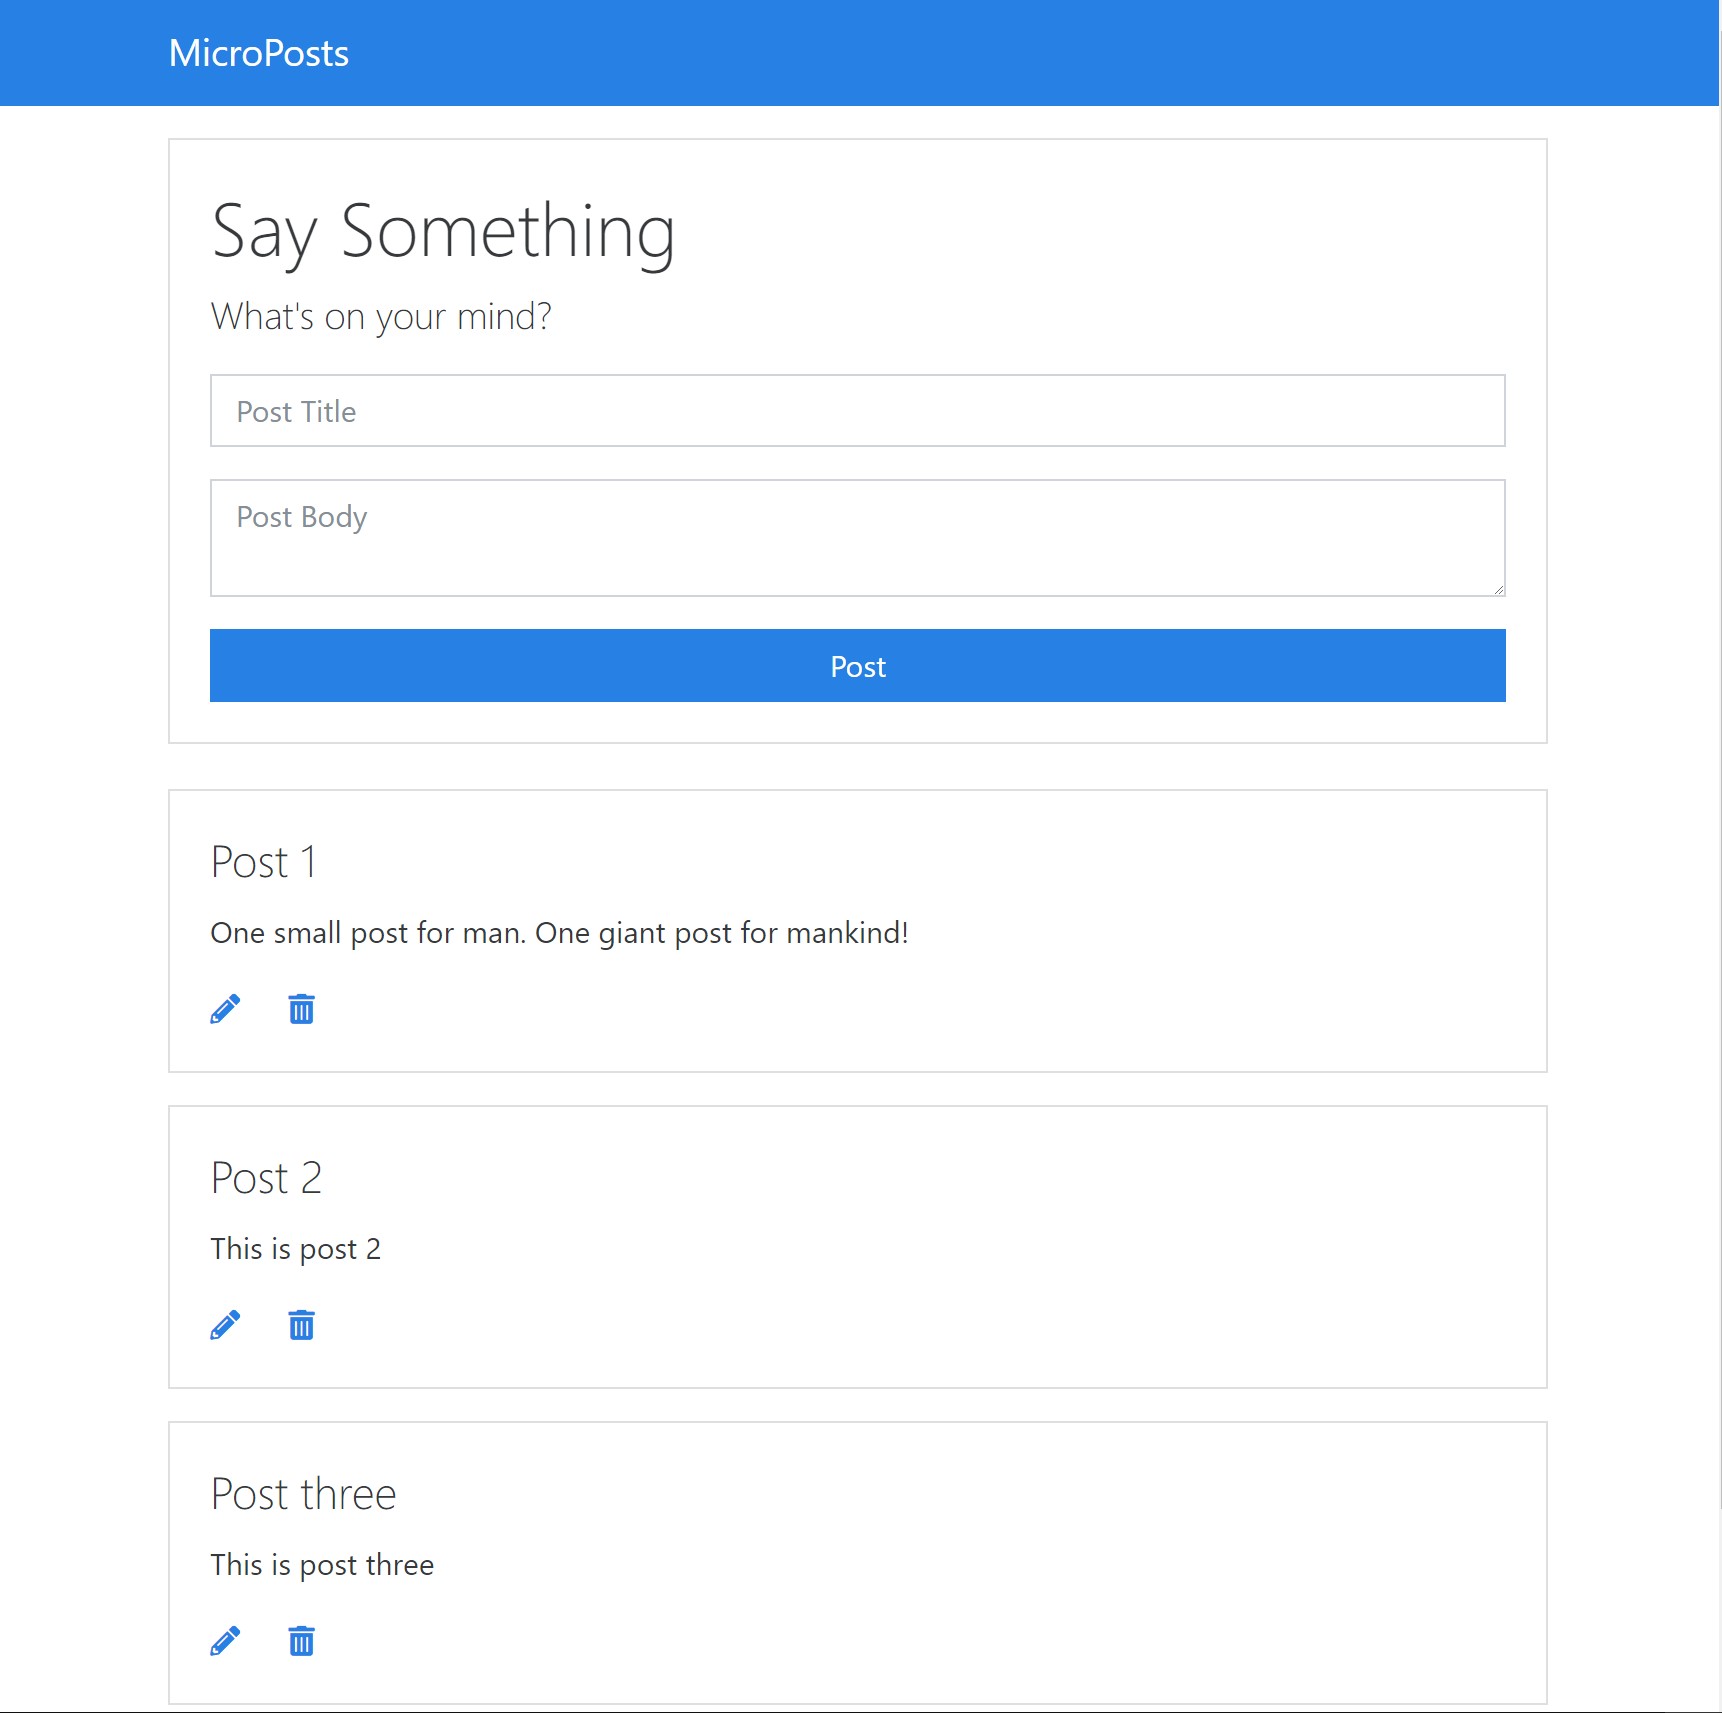 MicroPosts
Say Something
What's on your mind?
Post Title
Post Body
Post
Post 1
One small post for man. One giant post for mankind!
Post 2
This is post 2
Post three
This is post three